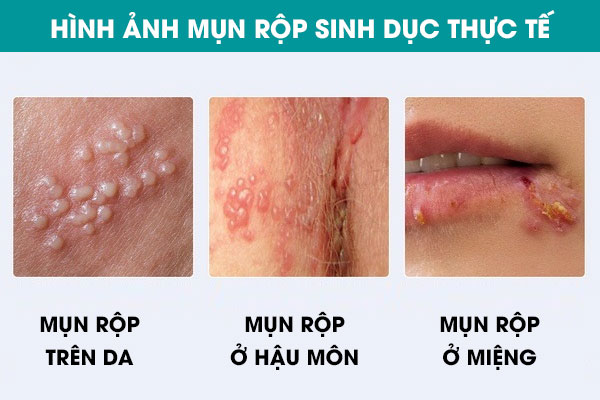 HÌNH ẢNH MỤN RỘP SINH DỤC THỰC TẾ
MỤN RỘP
TRÊN DA
MỤN RỘP
Ở HẬU MÔN
MỤN RỘP
Ở MIỆNG